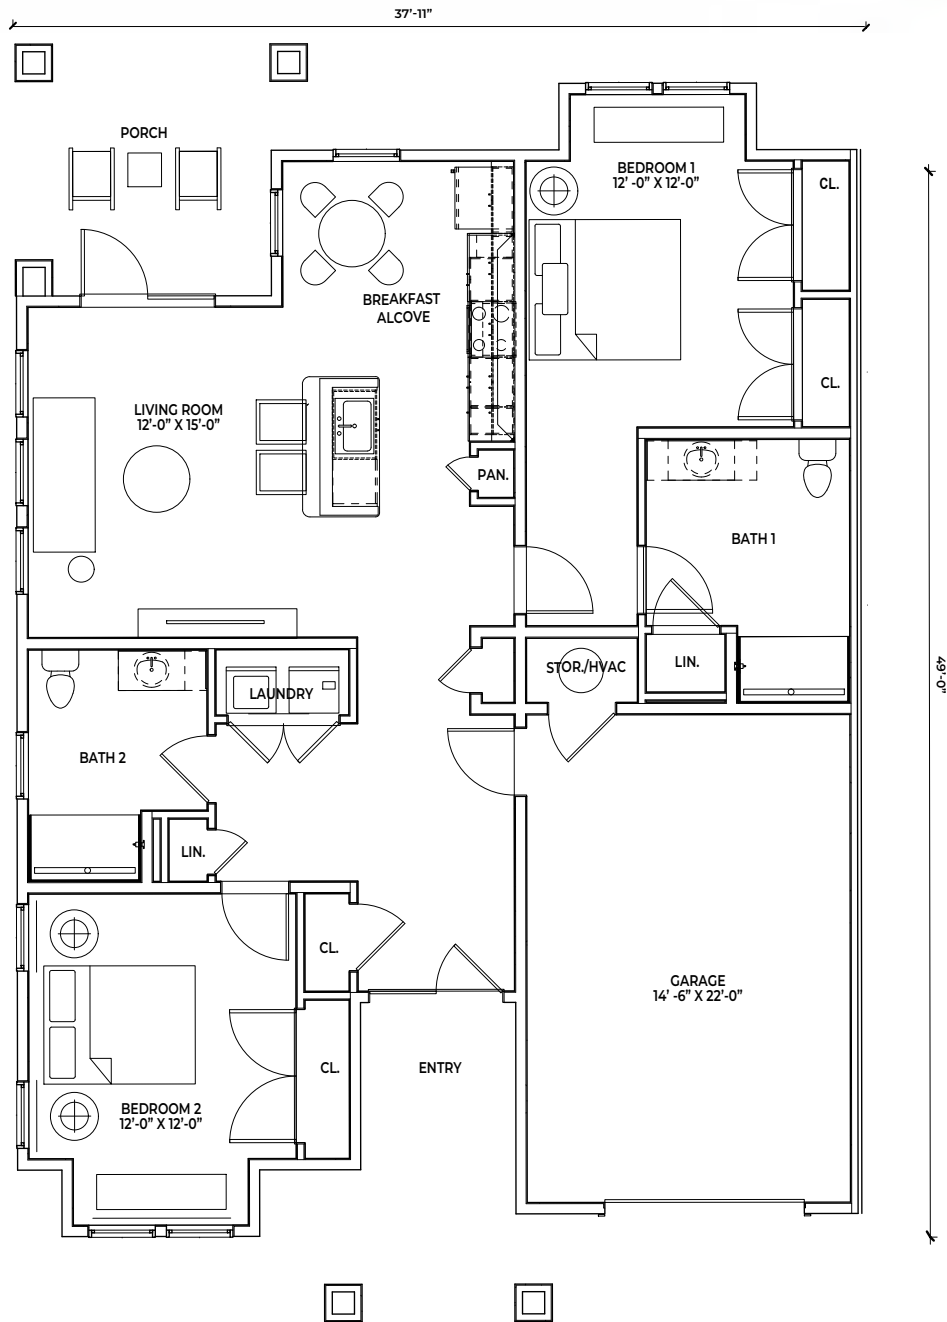 37'-11"
PORCH
BEDROOM 1
12' -0" X 12'-0"
CL.
BREAKFAST
ALCOVE
CL.
LIVING ROOM
12'-0" X 15'-0"
PAN.
BATH 1
STOR./HVAC
LIN.
49'-0"
LAUNDRY
BATH 2
LIN.
CL.
GARAGE
14' -6" X 22'-0"
CL.
ENTRY
BEDROOM 2
12'-0" X 12'-0"